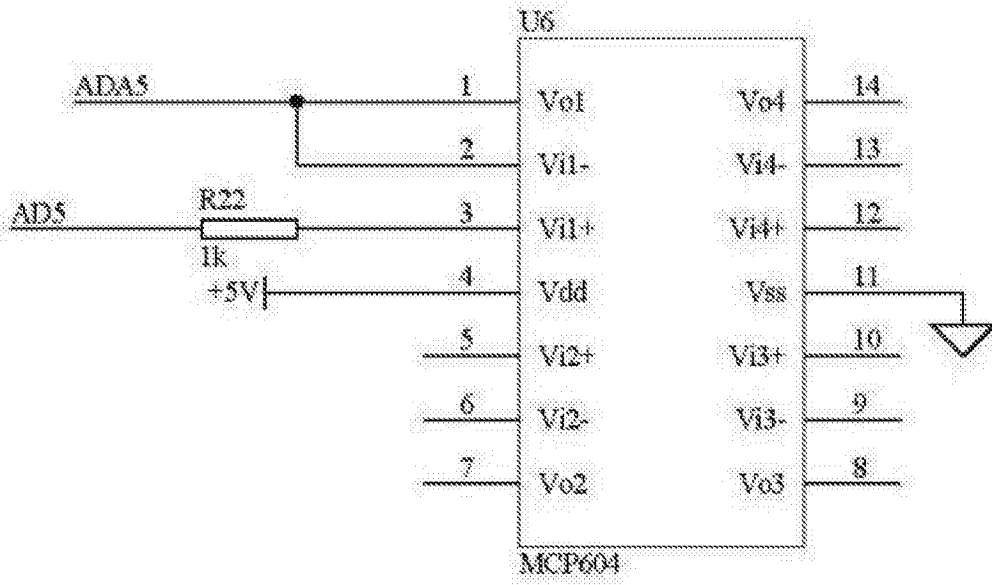 U6
ADA5 1 Vo1 Vo4 14
2 Vi1- Vi4- 13
R22
AD5 3 Vi1+ Vi4+ 12
1k
+5V 4 Vdd Vss 11
5 Vi2+ Vi3+ 10
6 Vi2- Vi3- 9
7 Vo2 Vo3 8
MCP604